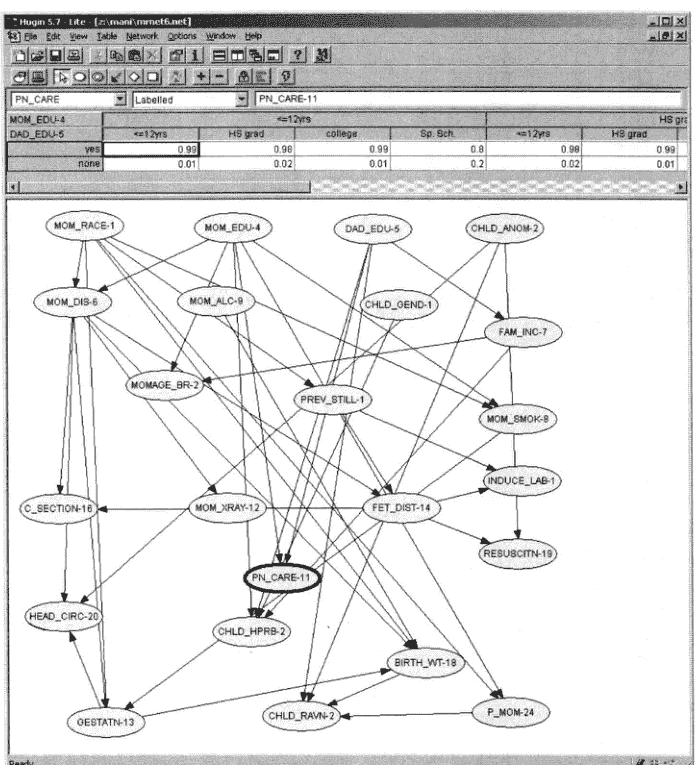 Hugin 5.7 - Lite - [z:\mani\mrnet6.net]
File Edit View Table Network Options Window Help
PN_CARE Labelled PN_CARE-11
MOM_EDU-4 <=12yrs HS gra
DAD_EDU-5 <=12yrs HS grad college Sp. Sch. <=12yrs HS grad
yes 0.99 0.98 0.99 0.8 0.98 0.99
none 0.01 0.02 0.01 0.2 0.02 0.01
MOM_RACE-1 MOM_EDU-4 DAD_EDU-5 CHLD_ANOM-2
MOM_DIS-6 MOM_ALC-9 CHLD_GEND-1
FAM_INC-7
MOMAGE_BR-2
PREV_STILL-1
MOM_SMOK-8
INDUCE_LAB-1
C_SECTION-16 MOM_XRAY-12 FET_DIST-14
RESUSCITN-19
PN_CARE-11
HEAD_CIRC-20
CHLD_HPRB-2
BIRTH_WT-18
GESTATN-13 CHLD_RAVN-2 P_MOM-24
Ready